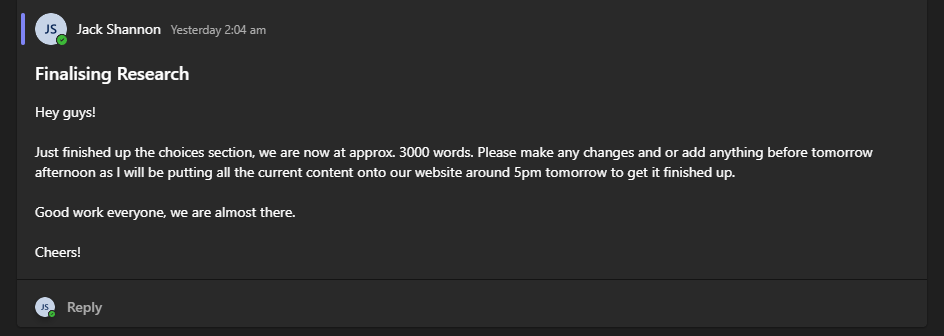 JS
Jack Shannon Yesterday 2:04 am
Finalising Research
Hey guys!
Just finished up the choices section, we are now at approx. 3000 words. Please make any changes and or add anything before tomorrow
afternoon as I will be putting all the current content onto our website around 5pm tomorrow to get it finished up.
Good work everyone, we are almost there.
Cheers!
JS
Reply